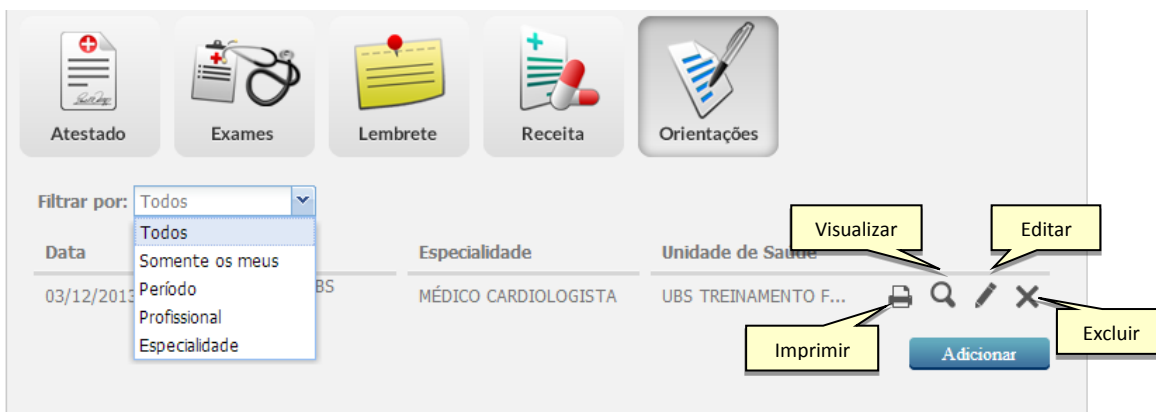 Atestado
Exames
Lembrete
Receita
Orientações
Filtrar por: Todos
Todos
Somente os meus
Período
Profissional
Especialidade
Visualizar
Editar
Data
Especialidade
Unidade de Saúde
03/12/2013
BS
MÉDICO CARDIOLOGISTA
UBS TREINAMENTO F...
Imprimir
Excluir
Adicionar